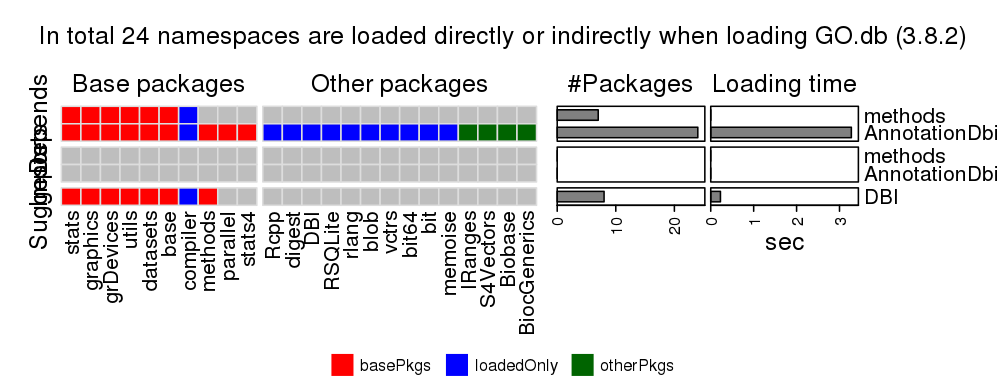 In total 24 namespaces are loaded directly or indirectly when loading GO.db (3.8.2)
Base packages
Other packages
#Packages
Loading time
Depends
Imports
Suggests
methods
AnnotationDbi
methods
AnnotationDbi
DBI
stats
graphics
grDevices
utils
datasets
base
compiler
methods
parallel
stats4
Rcpp
digest
DBI
RSQLite
rlang
blob
vctrs
bit64
bit
memoise
IRanges
S4Vectors
Biobase
BiocGenerics
0
10
20
0
1
2
3
sec
basePkgs
loadedOnly
otherPkgs